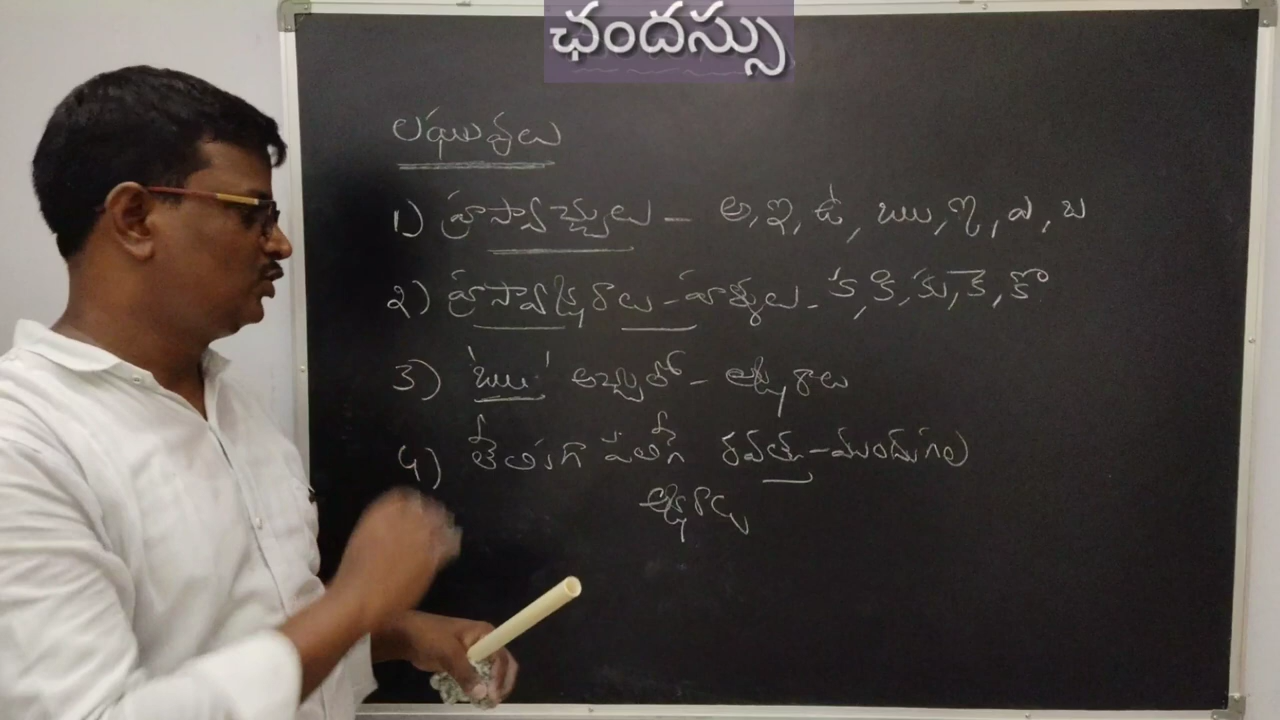 ఛందస్సు
లఘువులు
1) హ్రస్వాచ్చులు - అ, ఇ, ఉ, ఋ, ఌ, ఎ, ఒ
2) హ్రస్వాక్షరాలు - హల్లులు - క, కి, కు, కె, కొ
3) 'ఋ' అచ్చుతో - అక్షరాలు
4) తేలికగా పలికే రవత్తు - ముందుగల
అక్షరాలు